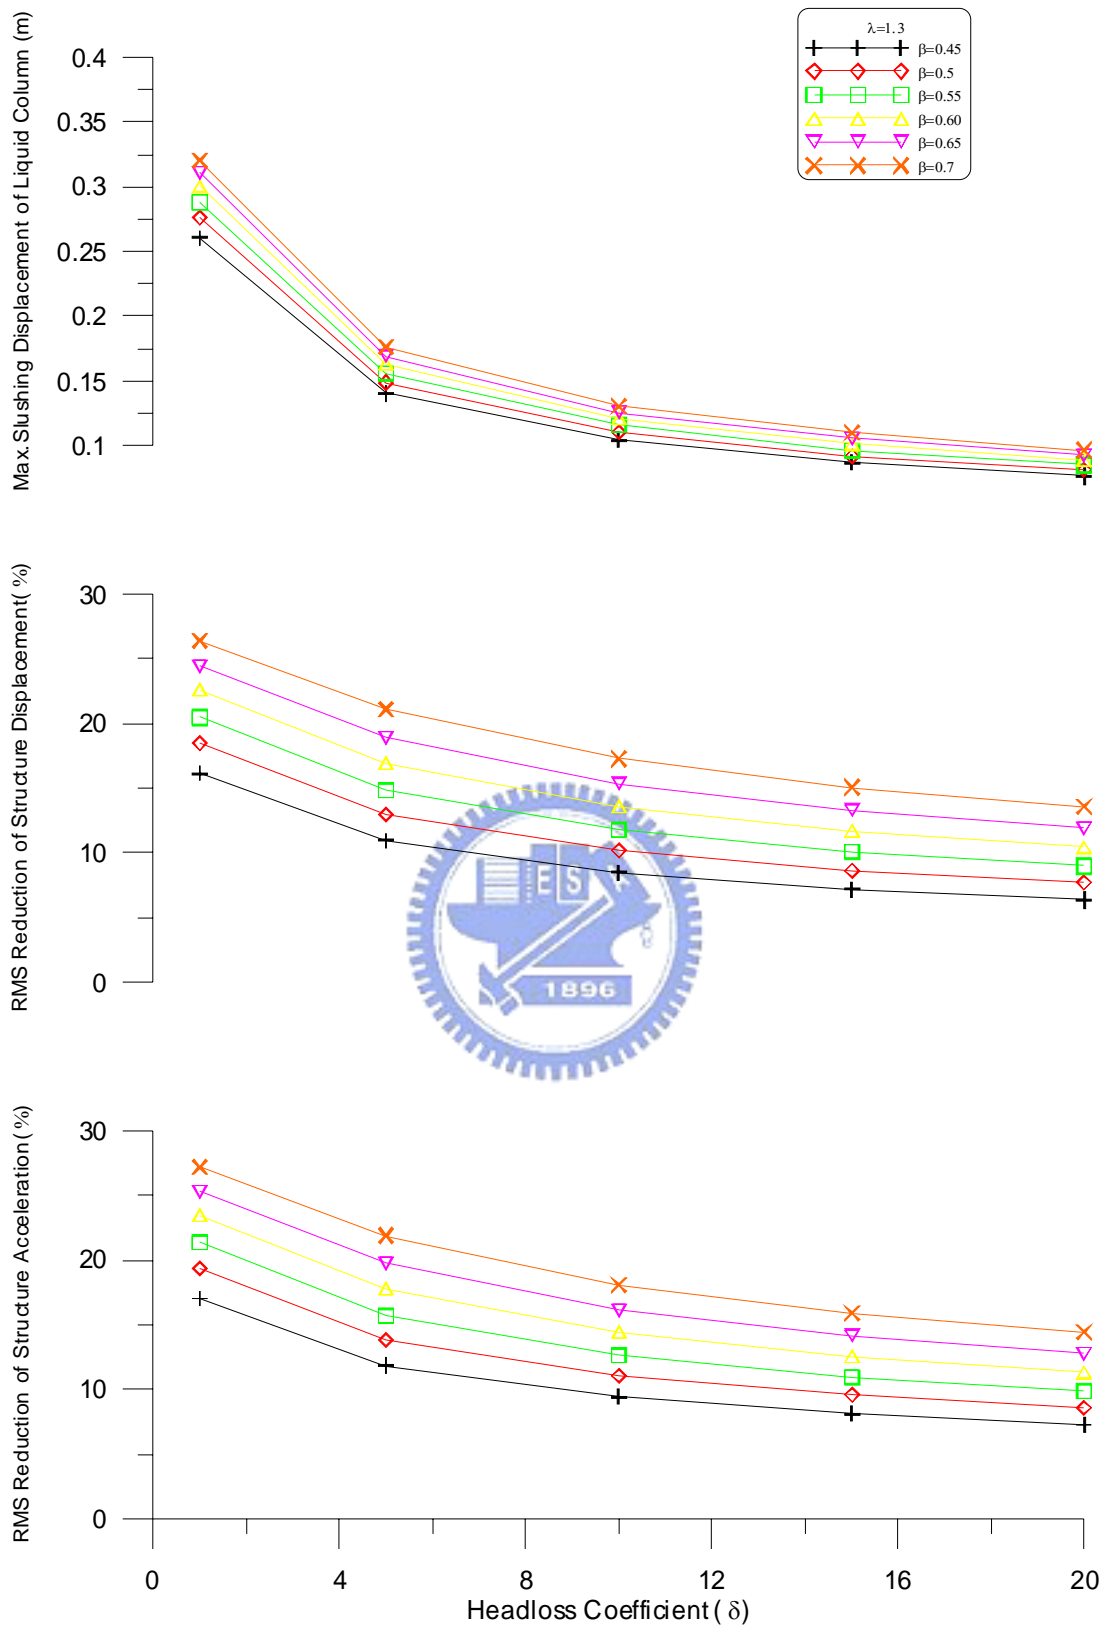 λ=1.3
β=0.45
β=0.5
β=0.55
β=0.60
β=0.65
β=0.7
Max.Slushing Displacement of Liquid Column (m)
0.4
0.35
0.3
0.25
0.2
0.15
0.1
RMS Reduction of Structure Displacement( %)
30
20
10
0
E S
1896
RMS Reduction of Structure Acceleration( %)
30
20
10
0
0 4 8 12 16 20
Headloss Coefficient ( δ)